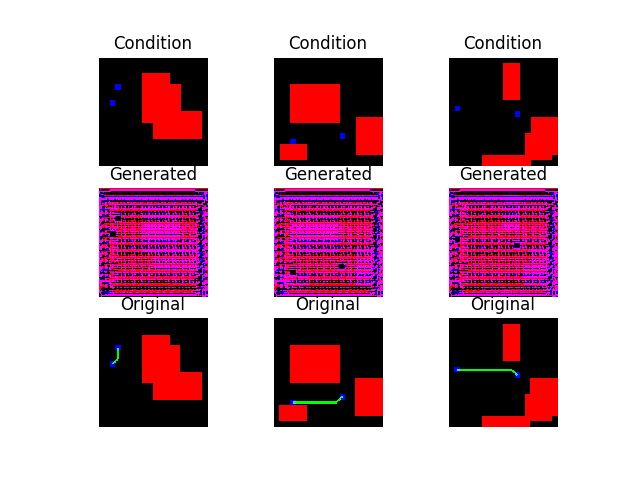 Condition
Condition
Condition
Generated
Generated
Generated
Original
Original
Original